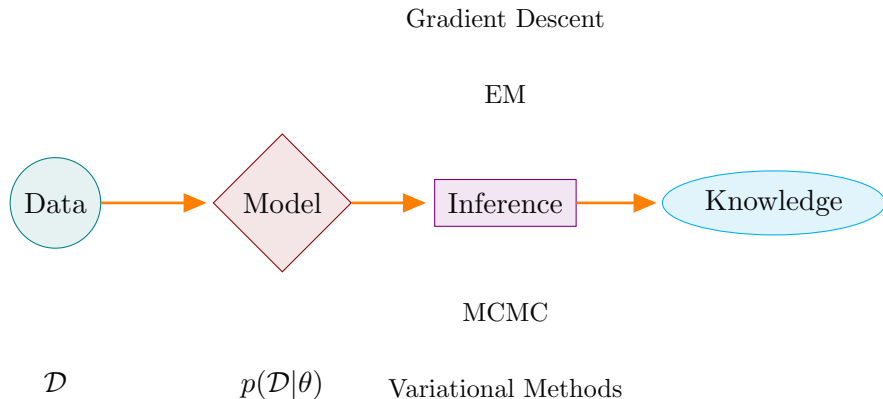 Gradient Descent
EM
Data
Model
Inference
Knowledge
MCMC
𝒟
p(𝒟|θ)
Variational Methods